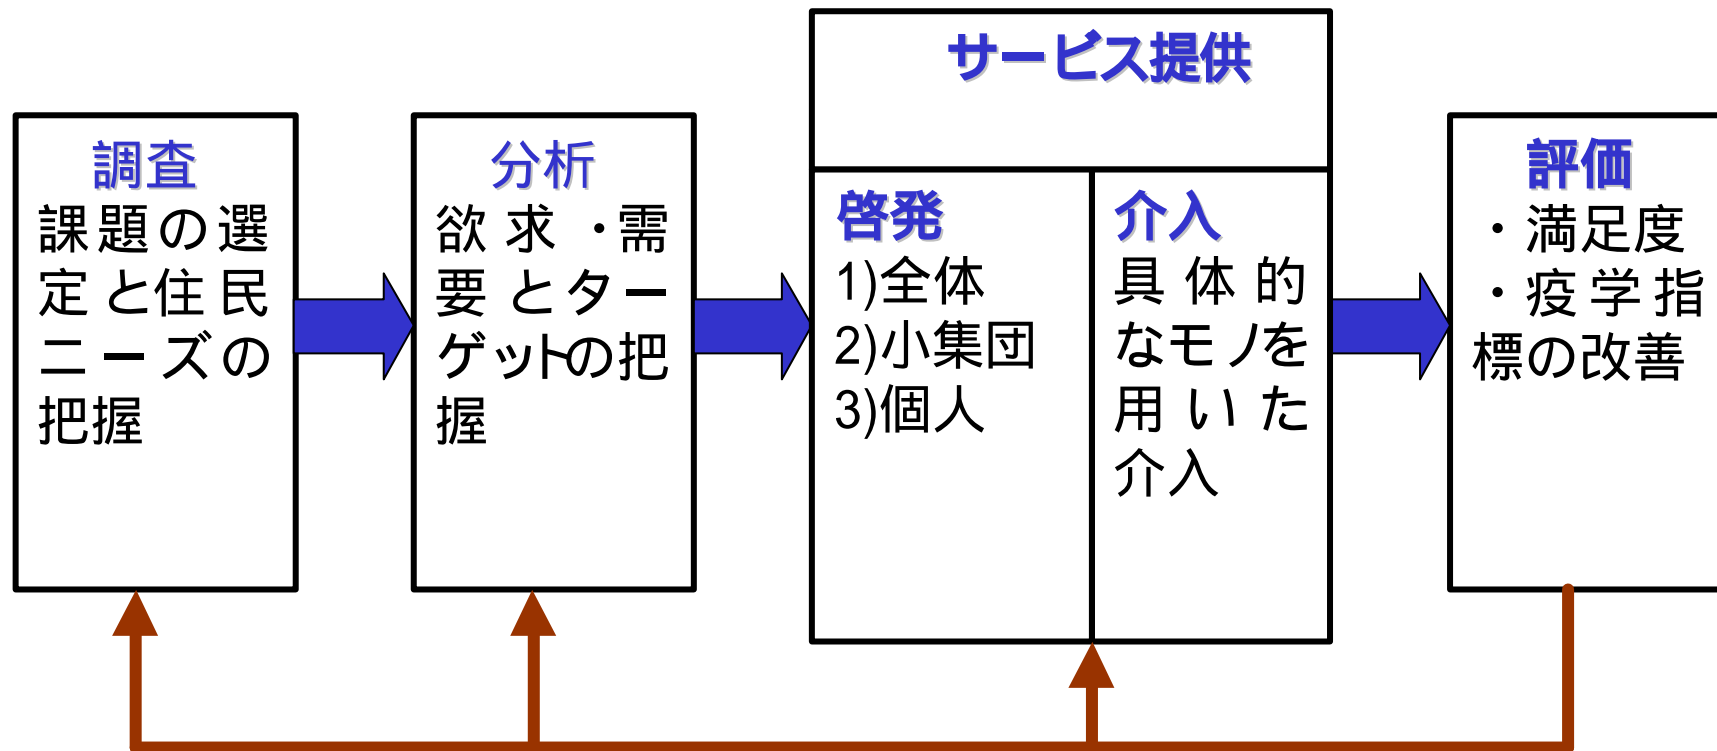 調査
課題の選
定と住民
ニーズの
把握
分析
欲求・需
要とター
ゲットの把
握
サービス提供
啓発
1)全体
2)小集団
3)個人
介入
具体的
なモノを
用いた
介入
評価
・満足度
・疫学指
標の改善